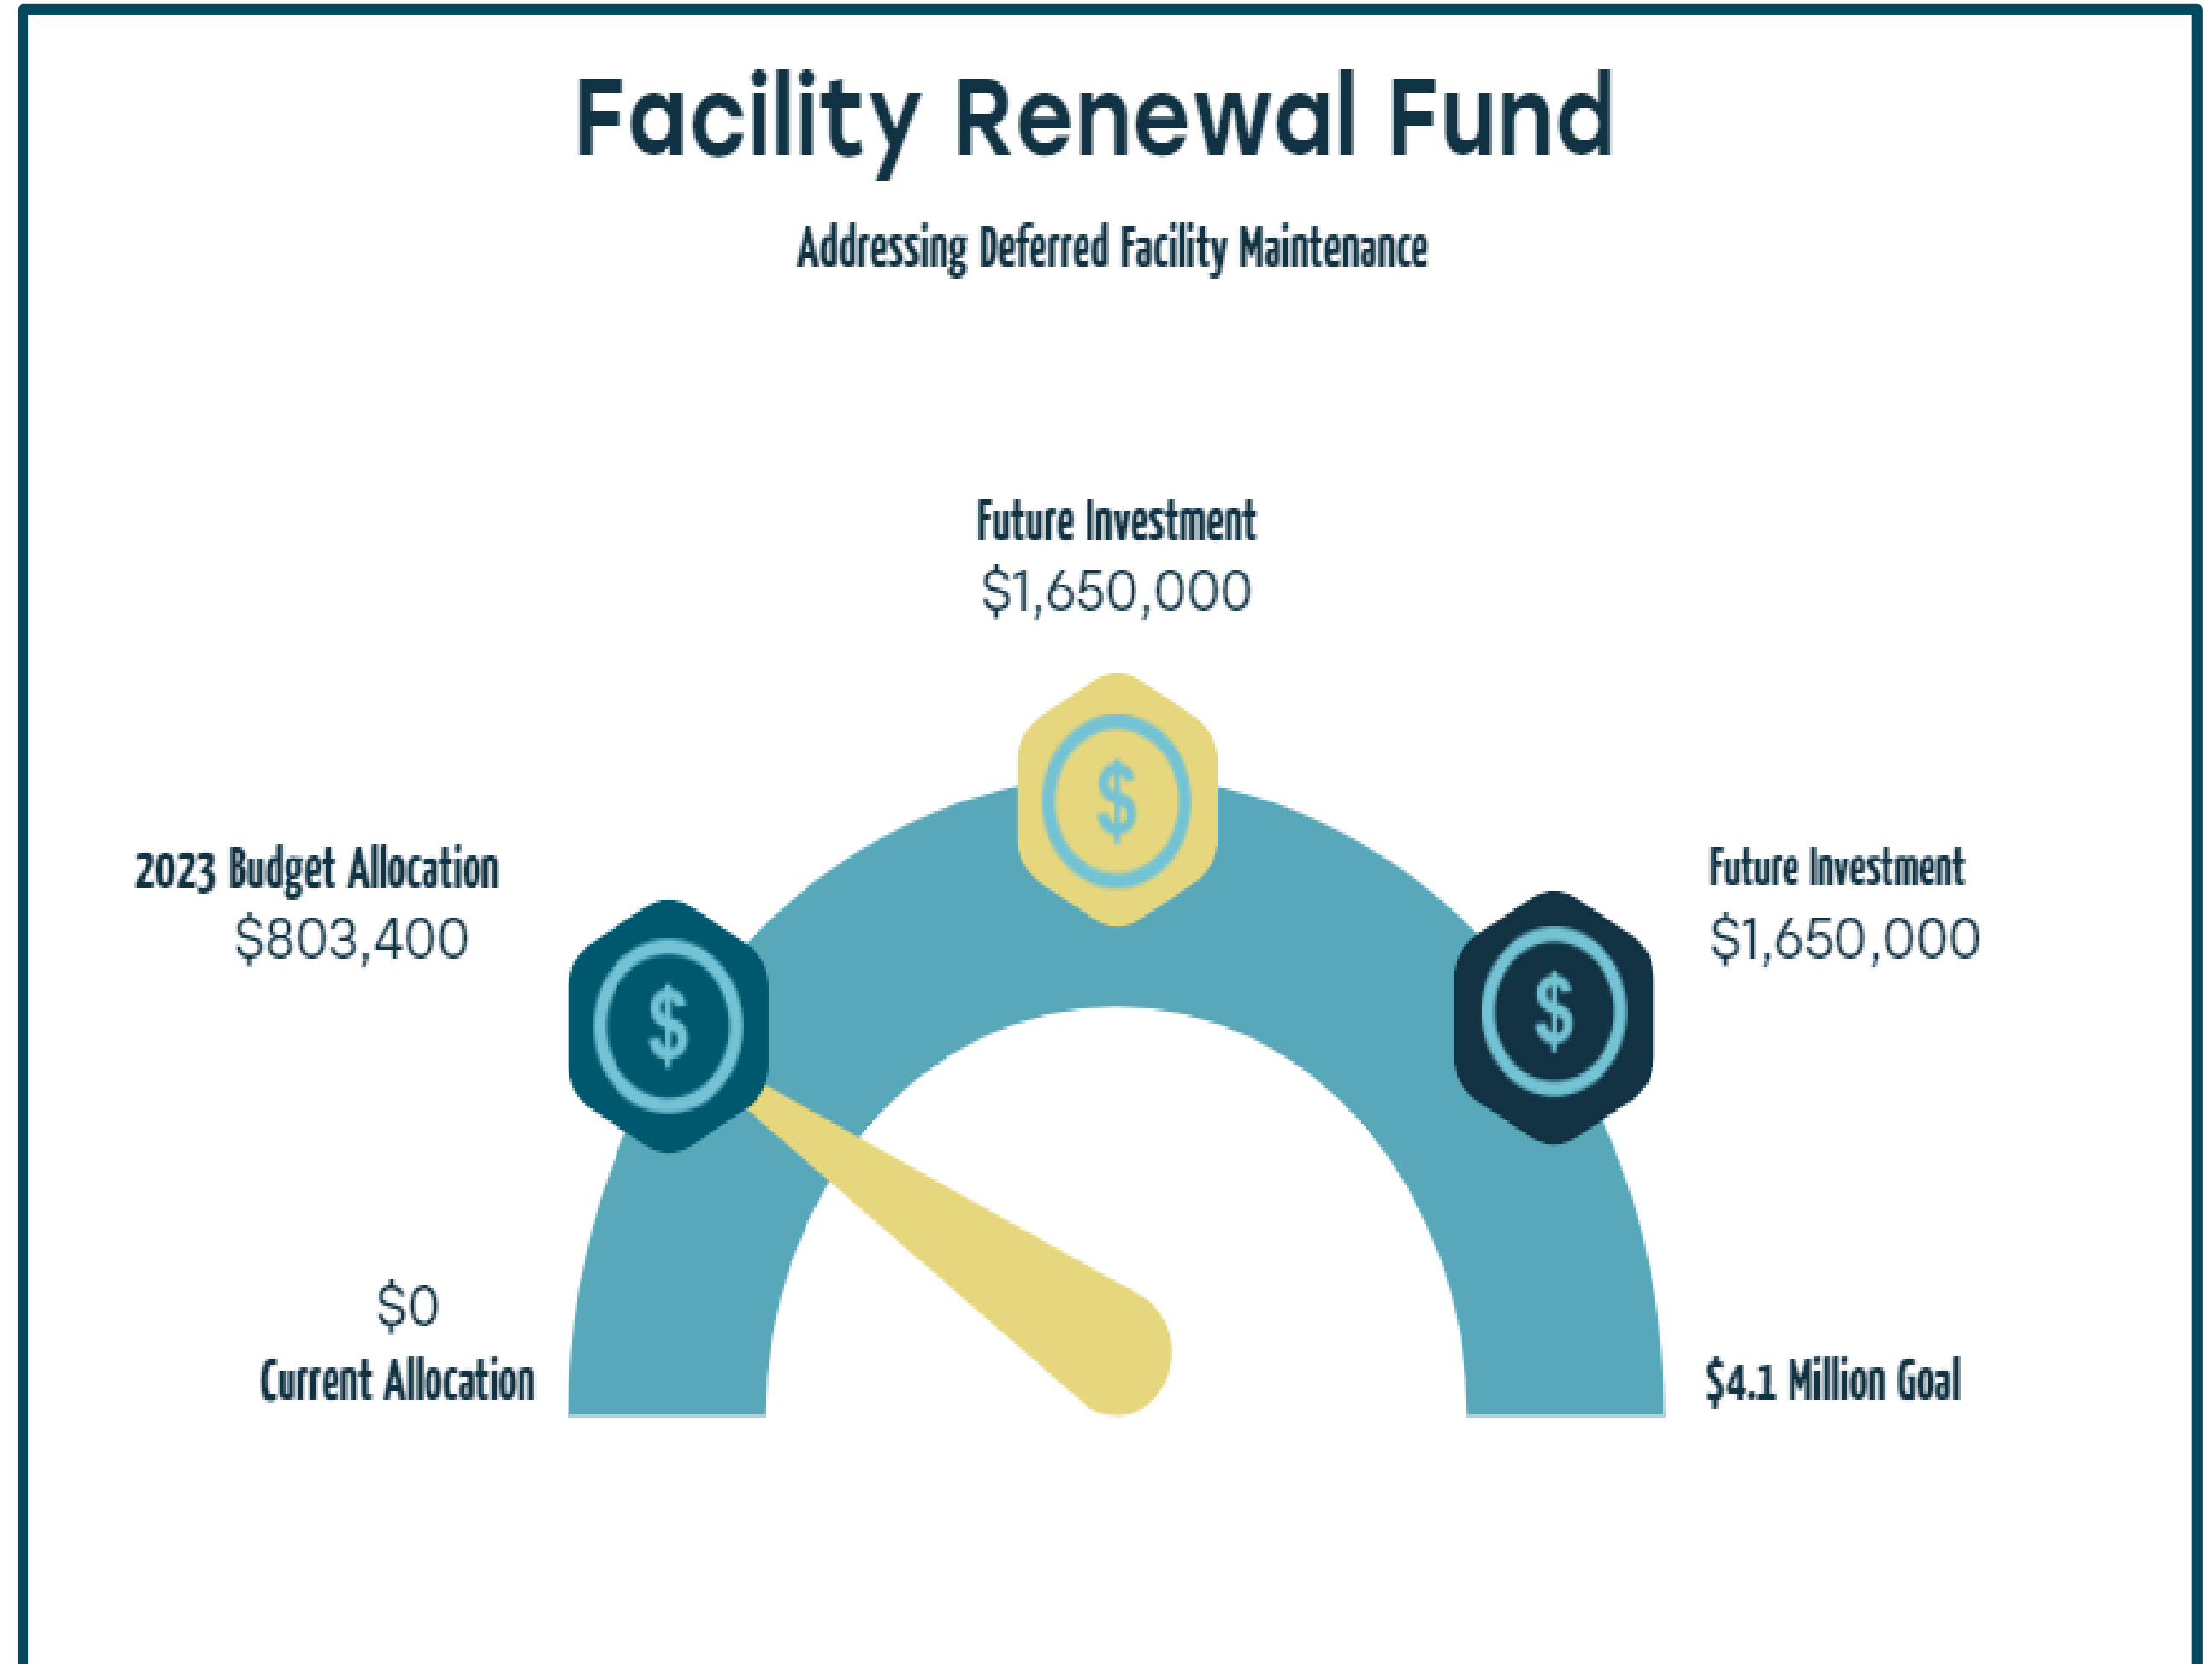 Facility Renewal Fund
Addressing Deferred Facility Maintenance
Future Investment
$1,650,000
2023 Budget Allocation
$803,400
Future Investment
$1,650,000
$
$
$
$0
Current Allocation
$4.1 Million Goal